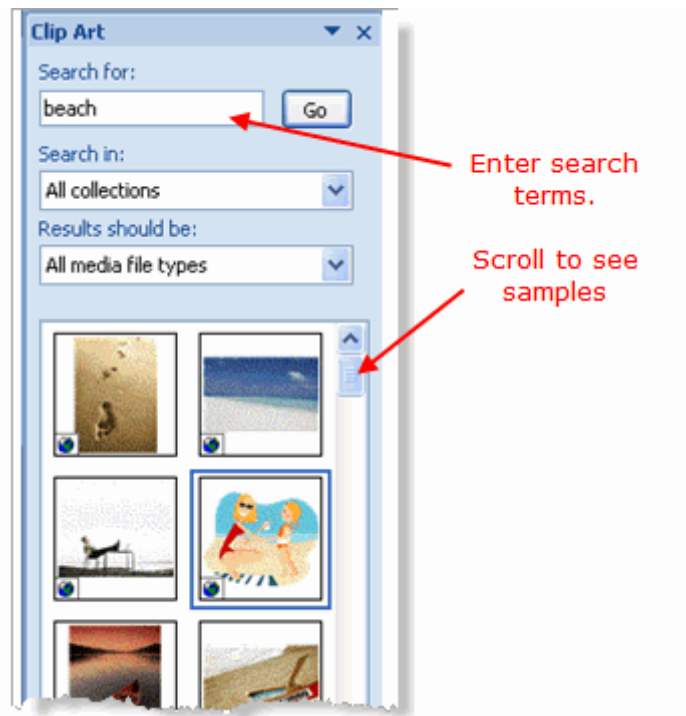 Clip Art
Search for:
beach
Go
Search in:
All collections
Results should be:
All media file types
Enter search
terms.
Scroll to see
samples